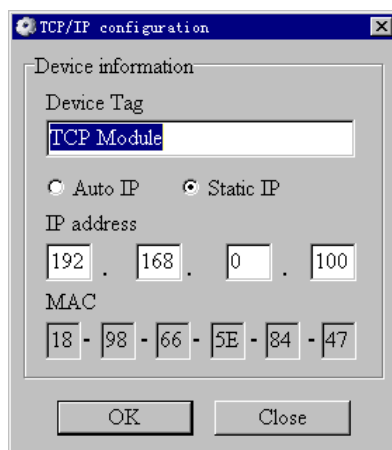 TCP/IP configuration
Device information
Device Tag
TCP Module
Auto IP Static IP
IP address
192 . 168 . 0 . 100
MAC
18 - 98 - 66 - 5E - 84 - 47
OK Close